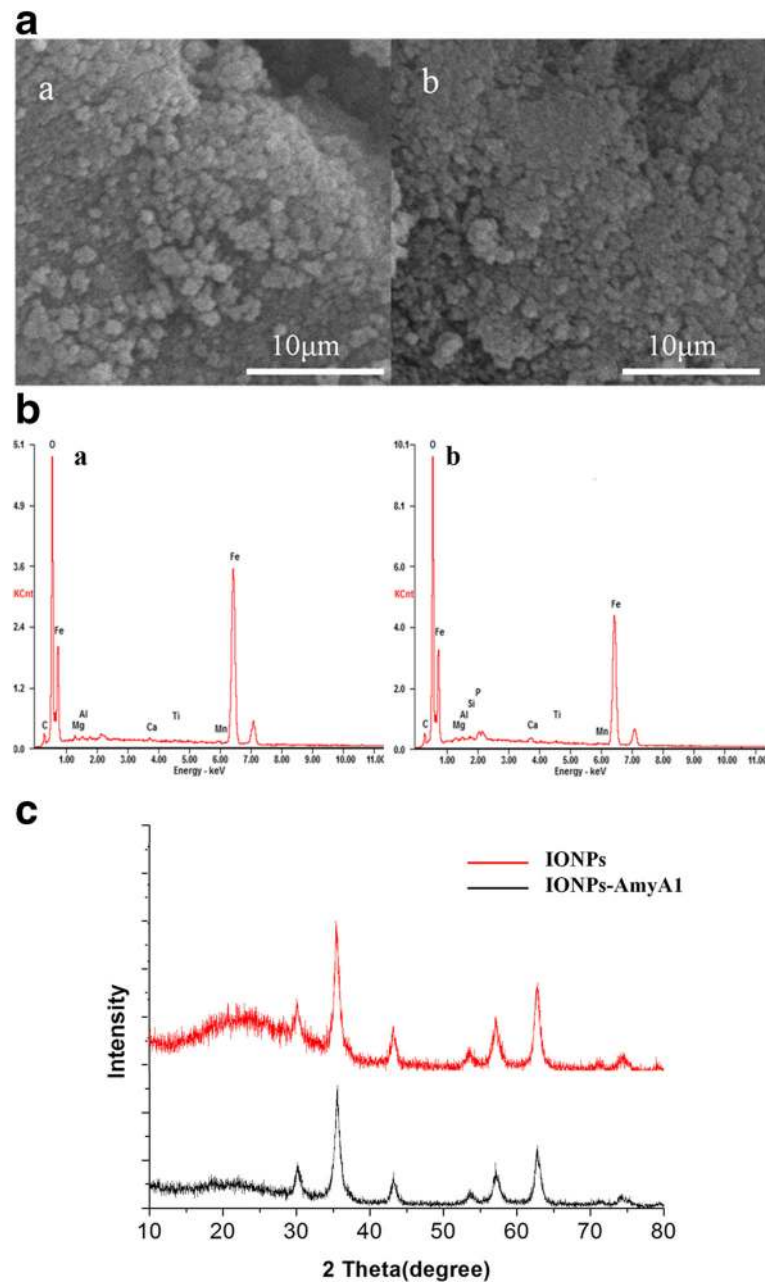 a
a
b
10μm
10μm
b
a
6.1
O
4.9
3.6
KCnt
2.4
1.2
0.0
Fe
Fe
C
Mg
Al
Ca
Ti
Mn
1.00 2.00 3.00 4.00 5.00 6.00 7.00 8.00 9.00 10.00 11.00
Energy - keV
b
10.1
O
8.1
6.0
KCnt
4.0
2.0
0.0
Fe
Fe
C
Mg
Al
Si
P
Ca
Ti
Mn
1.00 2.00 3.00 4.00 5.00 6.00 7.00 8.00 9.00 10.00 11.00
Energy - keV
c
IONPs
IONPs-AmyA1
Intensity
10 20 30 40 50 60 70 80
2 Theta(degree)